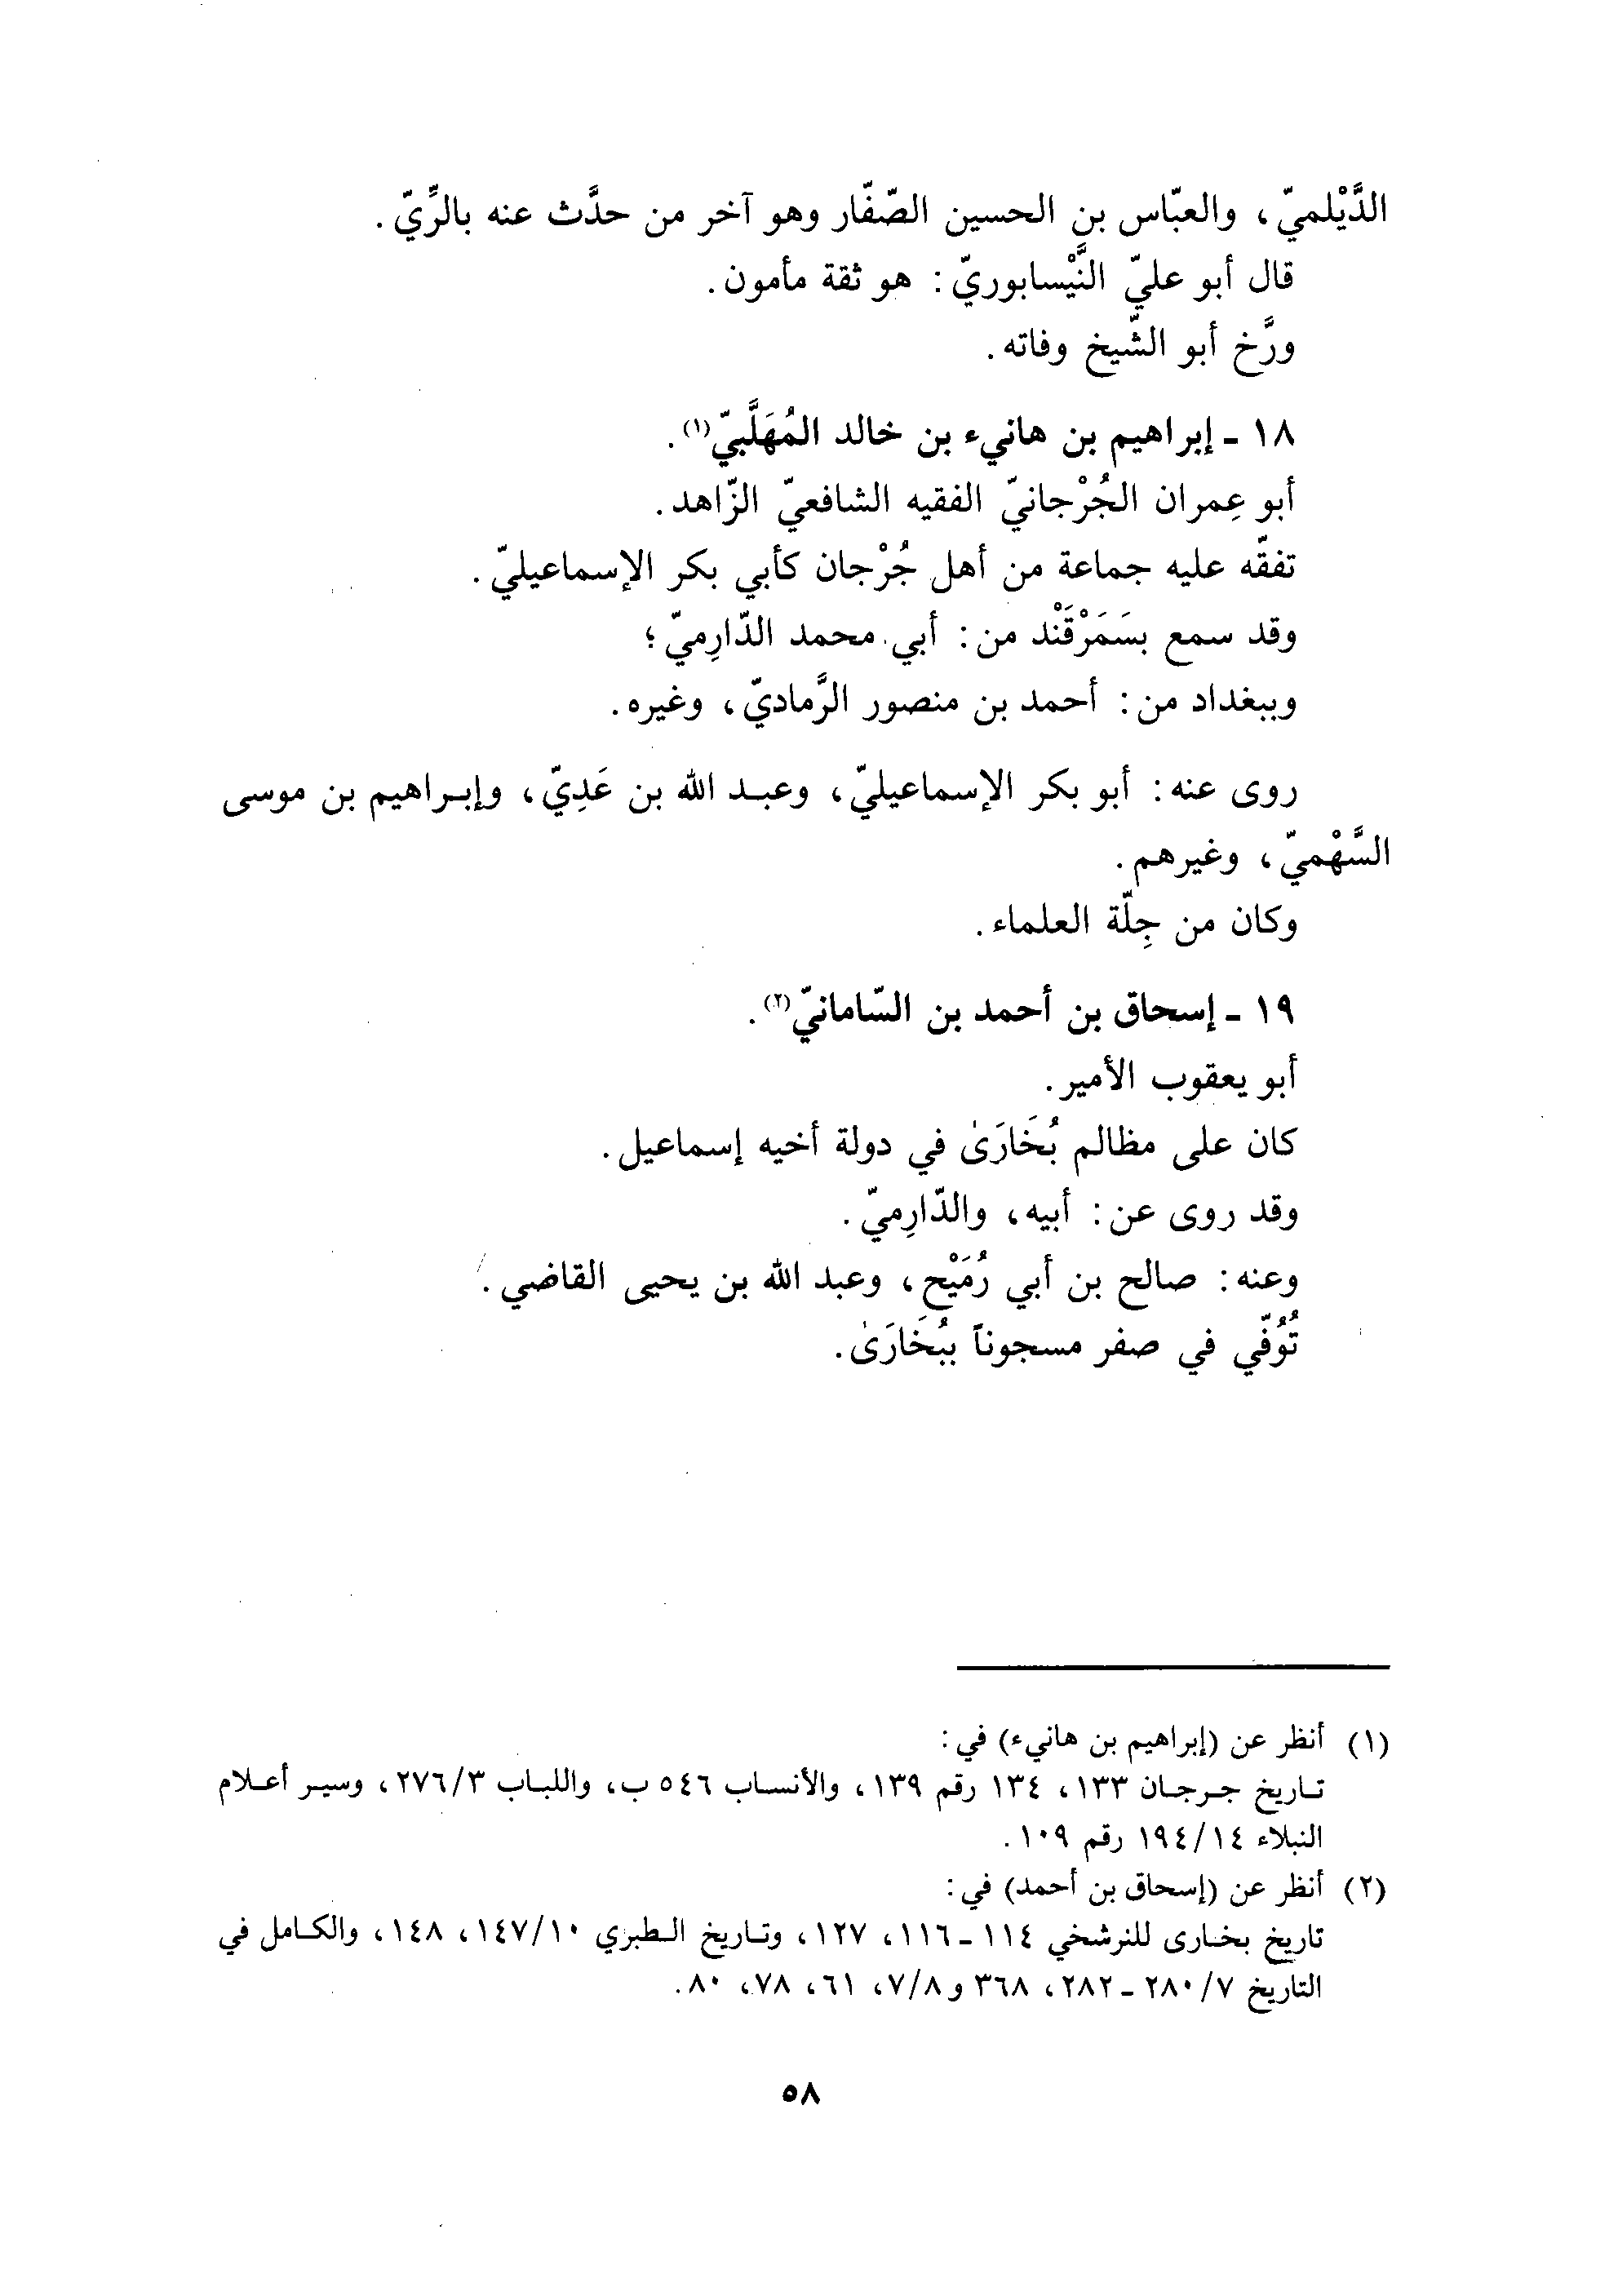 الدَّيْلميّ، والعبّاس بن الحسين الصّفّار وهو آخر من حدَّث عنه بالرِّيّ.
قال أبو عليّ النَّيْسابوريّ: هو ثقة مأمون.
ورَّخ أبو الشّيخ وفاته.
١٨ ـ إبراهيم بن هانيء بن خالد المُهَلَّبيّ(١).
أبو عِمران الجُرْجانيّ الفقيه الشافعيّ الزّاهد.
تفقّه عليه جماعة من أهل جُرْجان كأبي بكر الإسماعيليّ.
وقد سمع بسَمَرْقَنْد من: أبي محمد الدّارِميّ؛
وببغداد من: أحمد بن منصور الرَّماديّ، وغيره.
روى عنه: أبو بكر الإسماعيليّ، وعبد الله بن عَدِيّ، وإبراهيم بن موسى
السَّهْميّ، وغيرهم.
وكان من جِلّة العلماء.
١٩ ـ إسحاق بن أحمد بن السّامانيّ(٢).
أبو يعقوب الأمير.
كان على مظالم بُخَارَىٰ في دولة أخيه إسماعيل.
وقد روى عن: أبيه، والدّارِميّ.
وعنه: صالح بن أبي رُمَيْح، وعبد الله بن يحيى القاضي.
تُوُفّي في صفر مسجوناً ببُخَارَىٰ.
(١) أنظر عن (إبراهيم بن هانيء) في:
تاريخ جرجان ١٣٣، ١٣٤ رقم ١٣٩، والأنساب ٥٤٦ ب، واللباب ٢٧٦/٣، وسير أعلام
النبلاء ١٩٤/١٤ رقم ١٠٩.
(٢) أنظر عن (إسحاق بن أحمد) في:
تاريخ بخارى للنرشخي ١١٤ ـ ١١٦، ١٢٧، وتاريخ الطبري ١٤٧/١٠، ١٤٨، والكامل في
التاريخ ٢٨٠/٧ ـ ٢٨٢، ٣٦٨ و٧/٨، ٦١، ٧٨، ٨٠.
٥٨